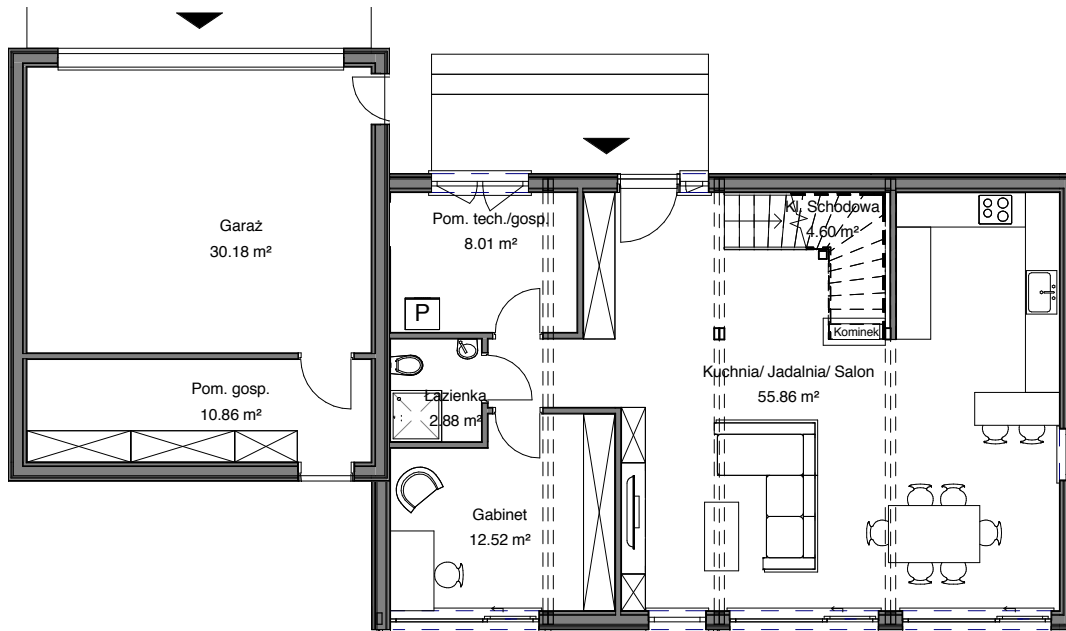 Garaż
30.18 m²
Pom. gosp.
10.86 m²
Pom. tech./gosp.
8.01 m²
P
Łazienka
2.88 m²
Gabinet
12.52 m²
Kl. Schodowa
4.60 m²
Kominek
Kuchnia/ Jadalnia/ Salon
55.86 m²